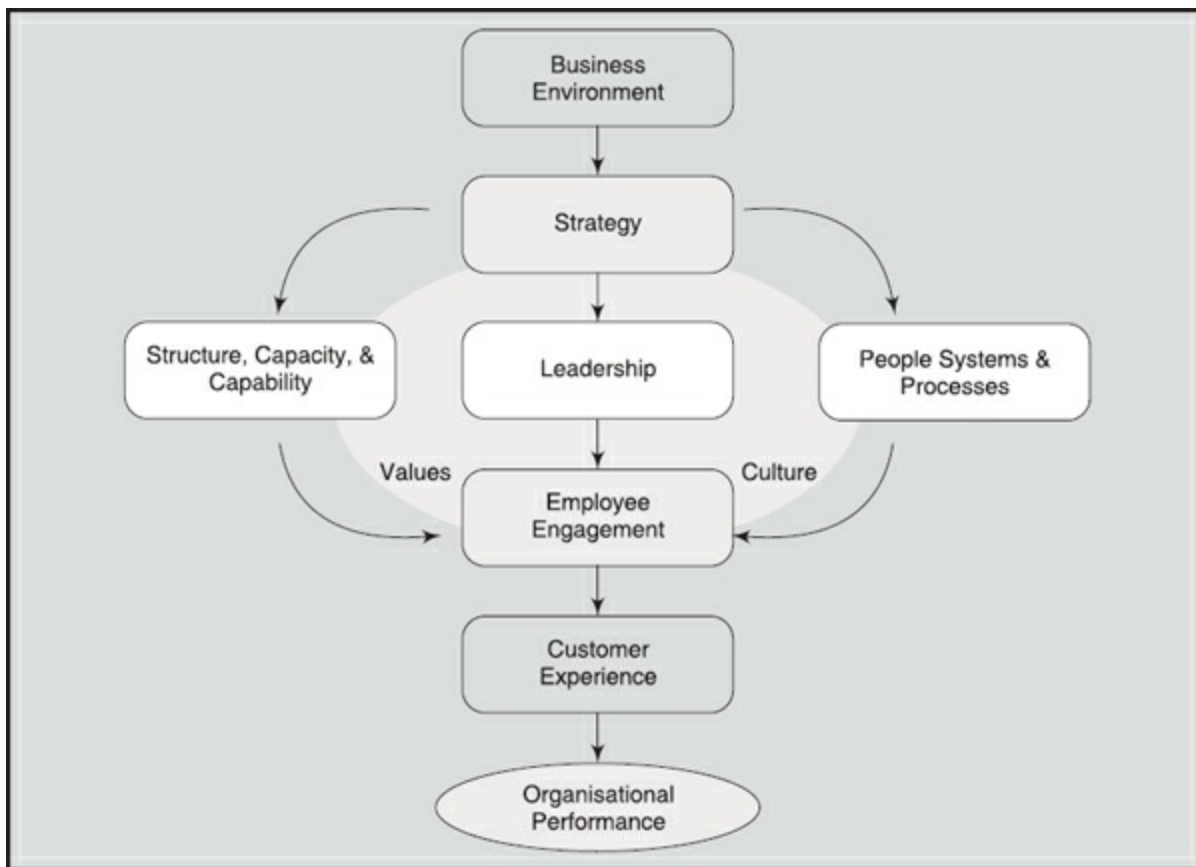 Business
Environment
Strategy
Structure, Capacity, &
Capability
Leadership
People Systems &
Processes
Values
Culture
Employee
Engagement
Customer
Experience
Organisational
Performance